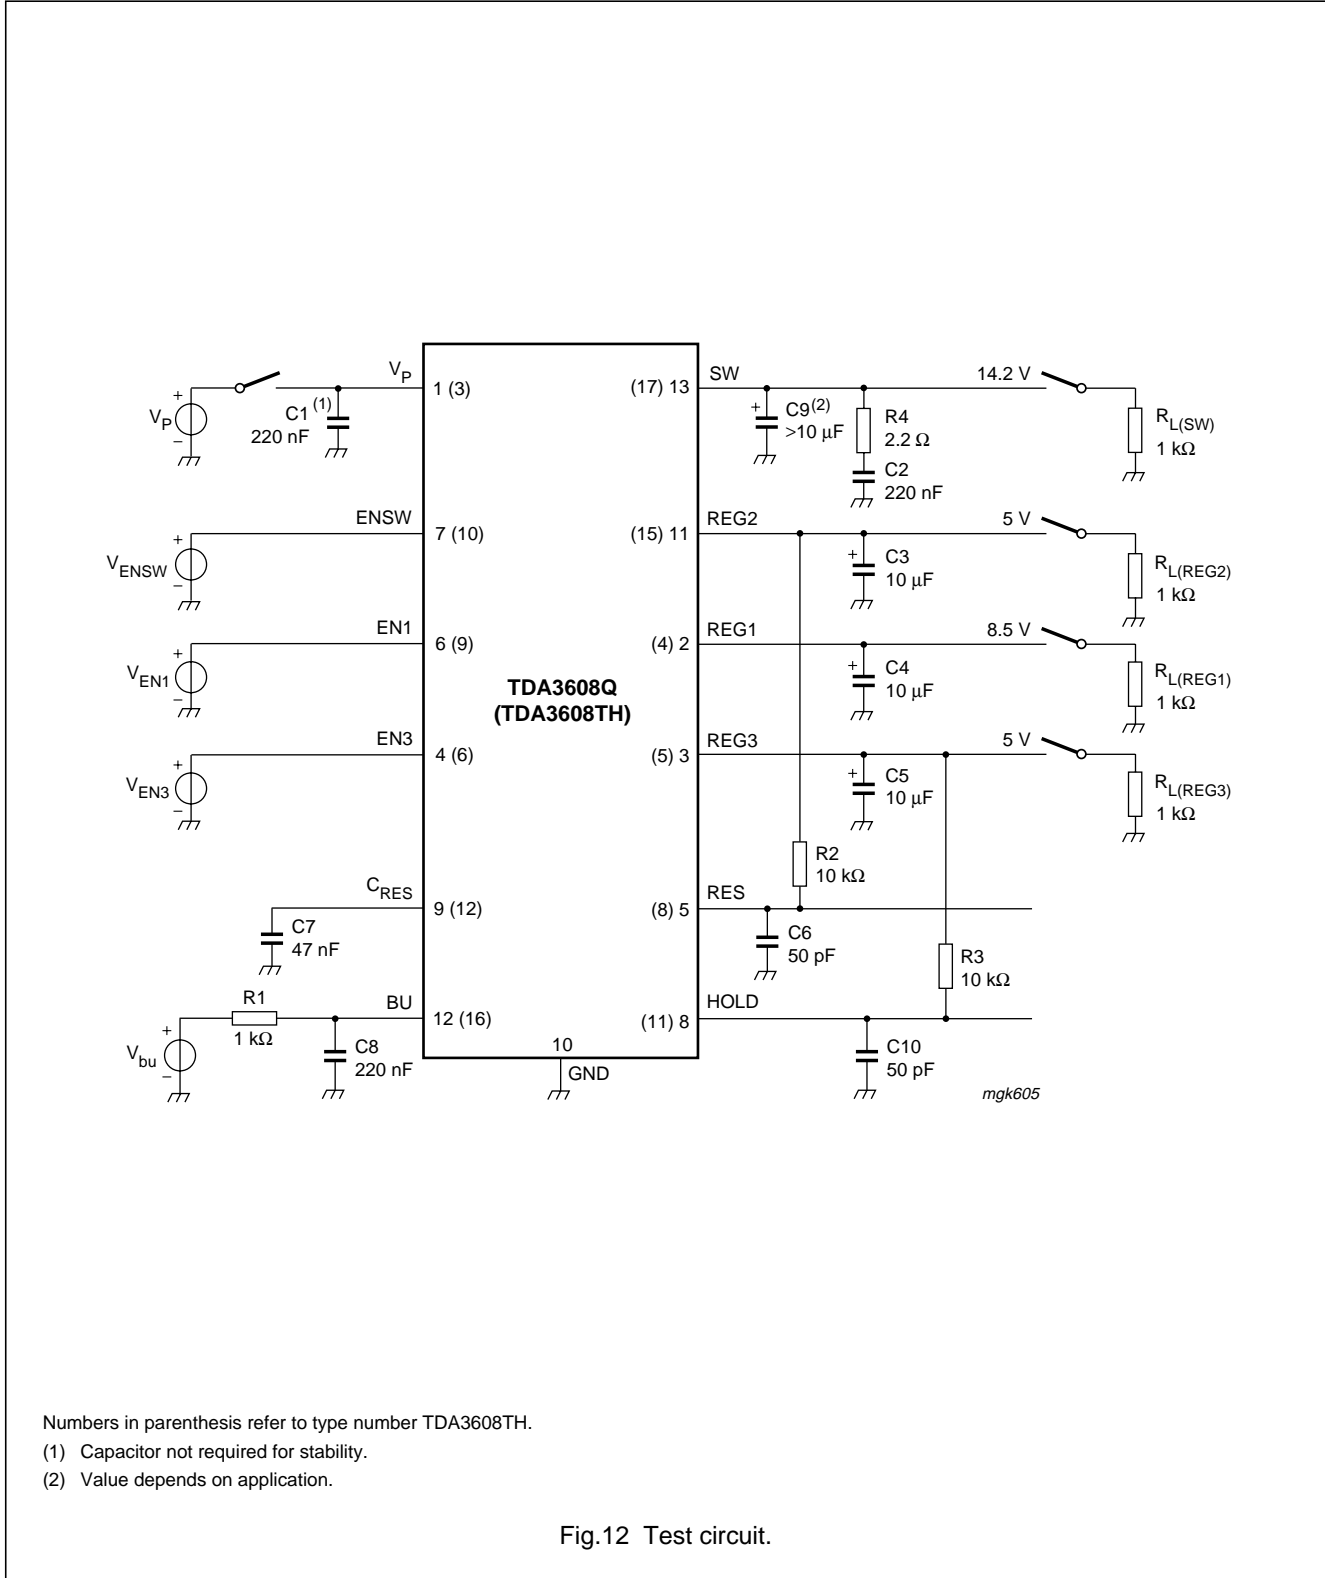 V_P
1 (3)
(17) 13
SW
14.2 V
+
V_P
−
C1 (1)
220 nF
+
C9 (2)
>10 μF
R4
2.2 Ω
C2
220 nF
R_L(SW)
1 kΩ
ENSW
7 (10)
(15) 11
REG2
5 V
+
V_ENSW
−
+
C3
10 μF
R_L(REG2)
1 kΩ
EN1
6 (9)
(4) 2
REG1
8.5 V
+
V_EN1
−
TDA3608Q
(TDA3608TH)
+
C4
10 μF
R_L(REG1)
1 kΩ
EN3
4 (6)
(5) 3
REG3
5 V
+
V_EN3
−
+
C5
10 μF
R_L(REG3)
1 kΩ
R2
10 kΩ
C_RES
9 (12)
(8) 5
RES
C7
47 nF
C6
50 pF
R3
10 kΩ
R1
1 kΩ
BU
12 (16)
(11) 8
HOLD
+
V_bu
−
C8
220 nF
10
GND
C10
50 pF
mgk605
Numbers in parenthesis refer to type number TDA3608TH.
(1) Capacitor not required for stability.
(2) Value depends on application.
Fig.12 Test circuit.